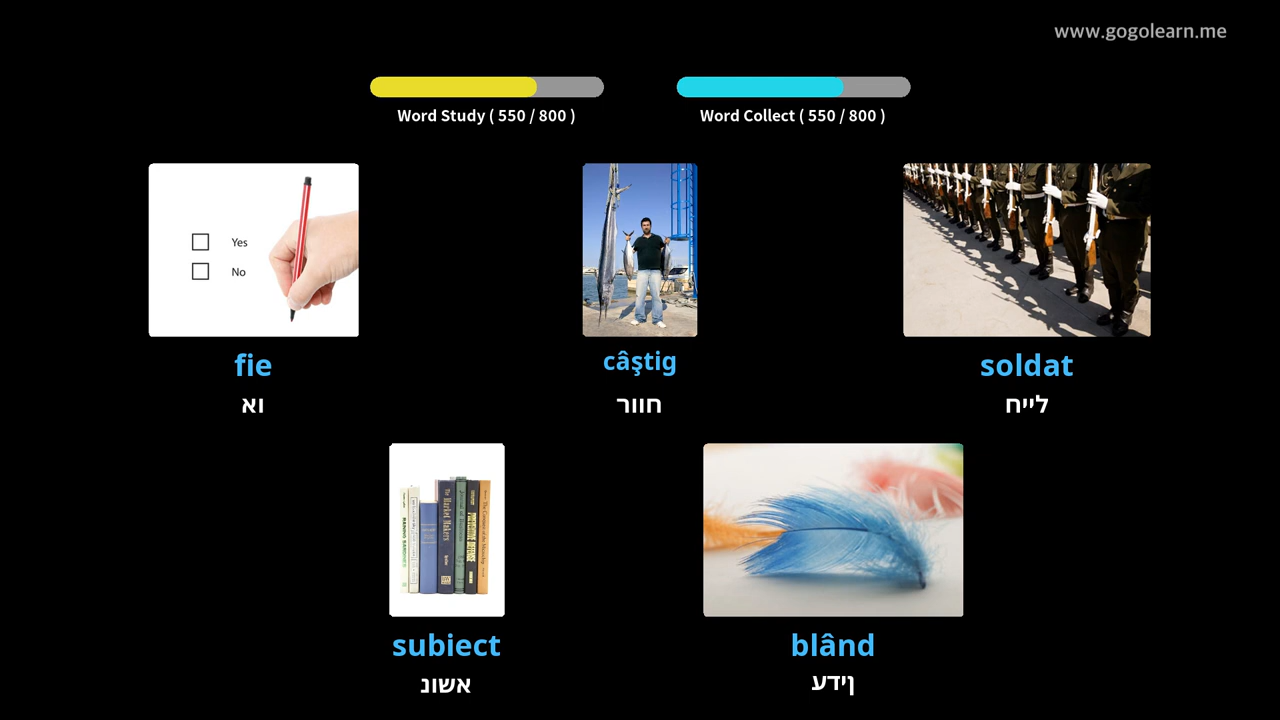 www.gogolearn.me
Word Study ( 550 / 800 )
Word Collect ( 550 / 800 )
Yes
No
fie
וא
câştig
חוור
soldat
לייח
subiect
אשונ
blând
ןידע